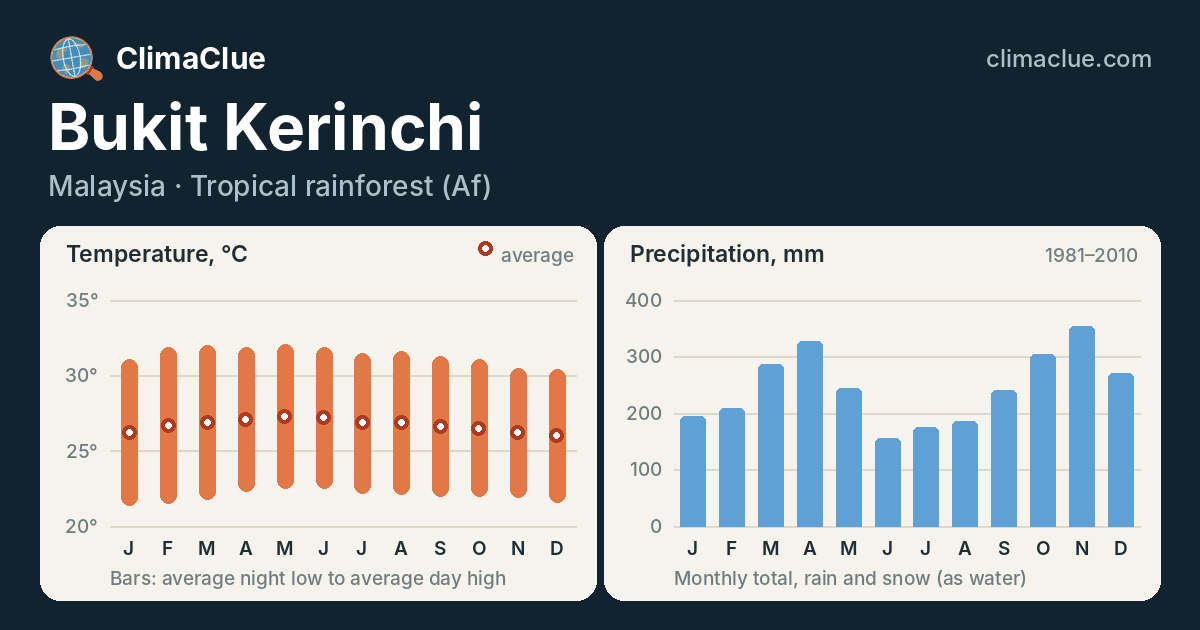 ClimaClue
climaclue.com
Bukit Kerinchi
Malaysia · Tropical rainforest (Af)
Temperature, °C
average
35°
30°
25°
20°
J F M A M J J A S O N D
Bars: average night low to average day high
Precipitation, mm
1981–2010
400
300
200
100
0
J F M A M J J A S O N D
Monthly total, rain and snow (as water)